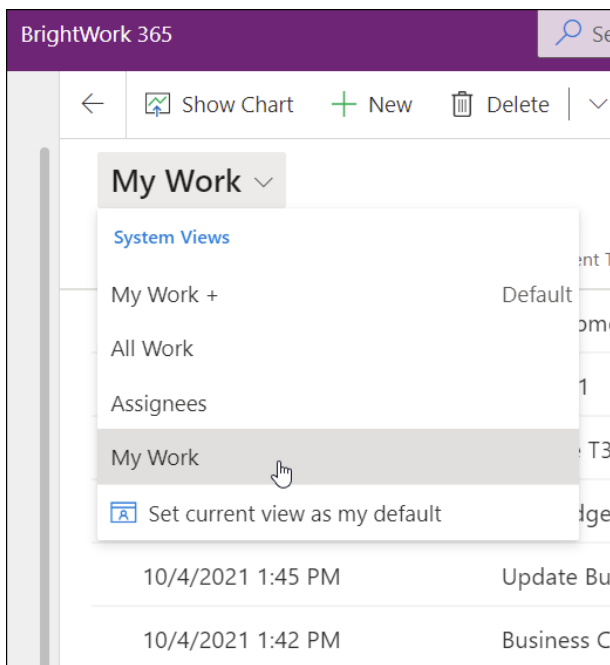 BrightWork 365
Show Chart New Delete
My Work
System Views
My Work + Default
All Work
Assignees
My Work
Set current view as my default
10/4/2021 1:45 PM Update
10/4/2021 1:42 PM Business